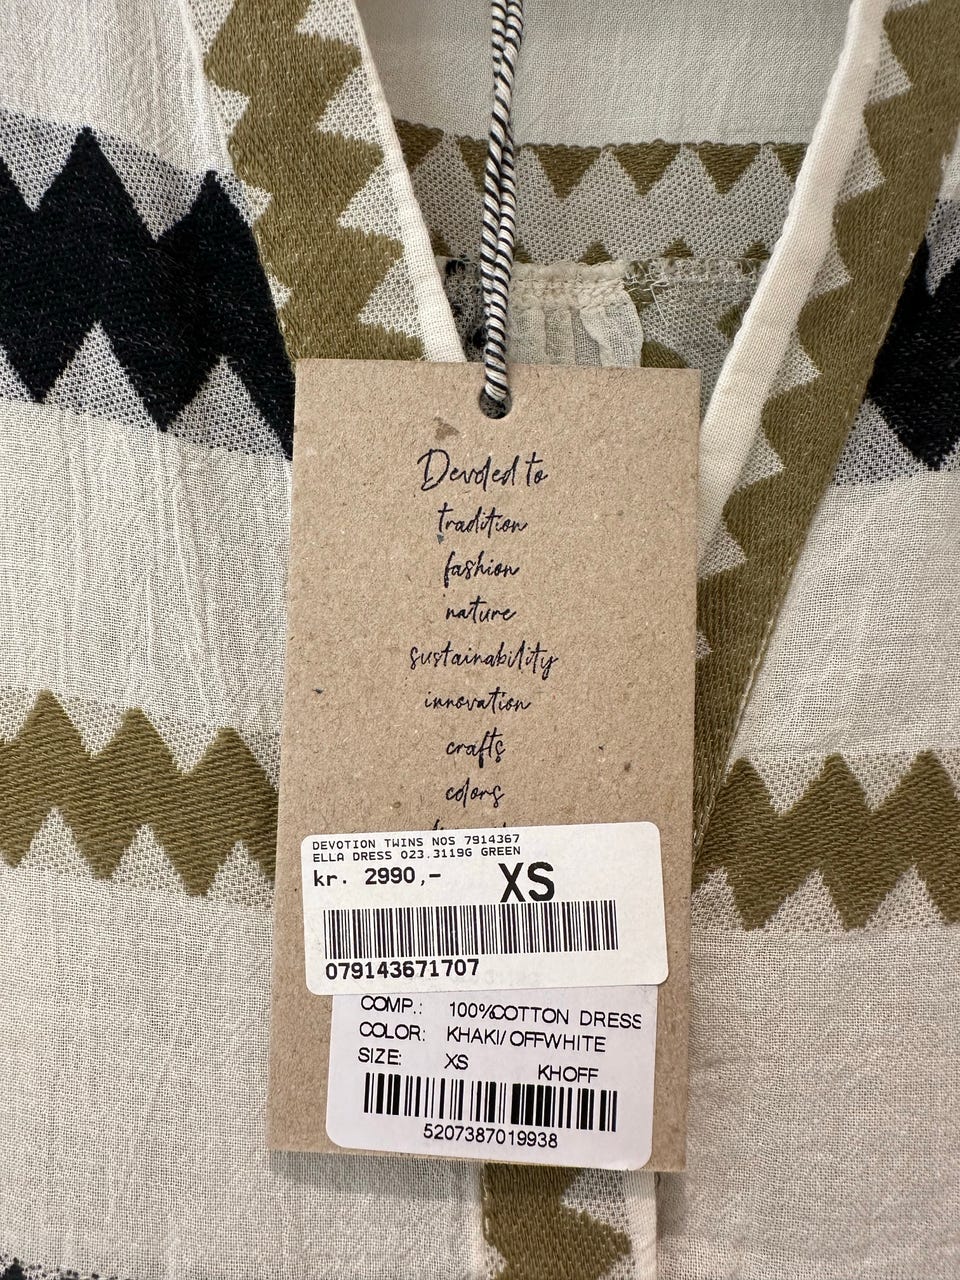 Devoted to
tradition
fashion
nature
sustainability
innovation
crafts
colors
DEVOTION TWINS NOS 7914367
ELLA DRESS 023.3119G GREEN
kr. 2990,- XS
079143671707
COMP.: 100%COTTON DRESS
COLOR: KHAKI/OFFWHITE
SIZE: XS
KHOFF
5207387019938